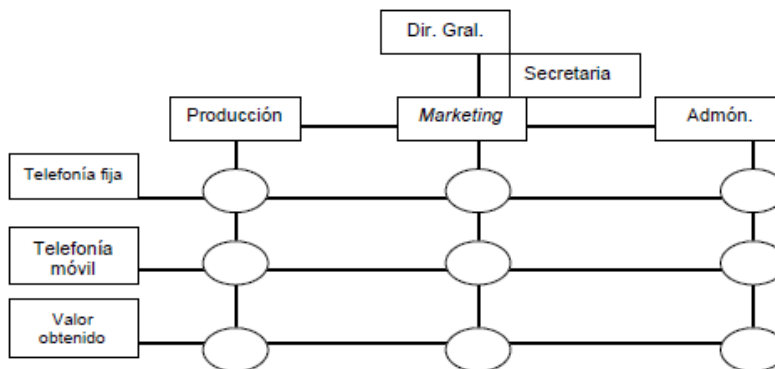 Dir. Gral.
Secretaria
Producción
Marketing
Admón.
Telefonía fija
Telefonía
móvil
Valor
obtenido